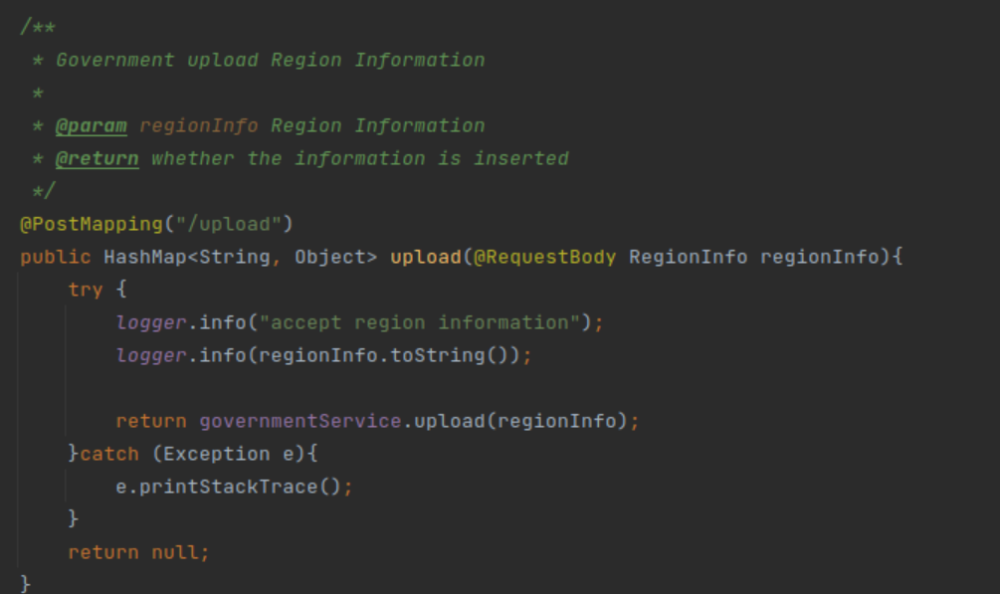 /**
 * Government upload Region Information
 *
 * @param regionInfo Region Information
 * @return whether the information is inserted
 */
@PostMapping("/upload")
public HashMap<String, Object> upload(@RequestBody RegionInfo regionInfo){
    try {
        logger.info("accept region information");
        logger.info(regionInfo.toString());

        return governmentService.upload(regionInfo);
    }catch (Exception e){
        e.printStackTrace();
    }
    return null;
}